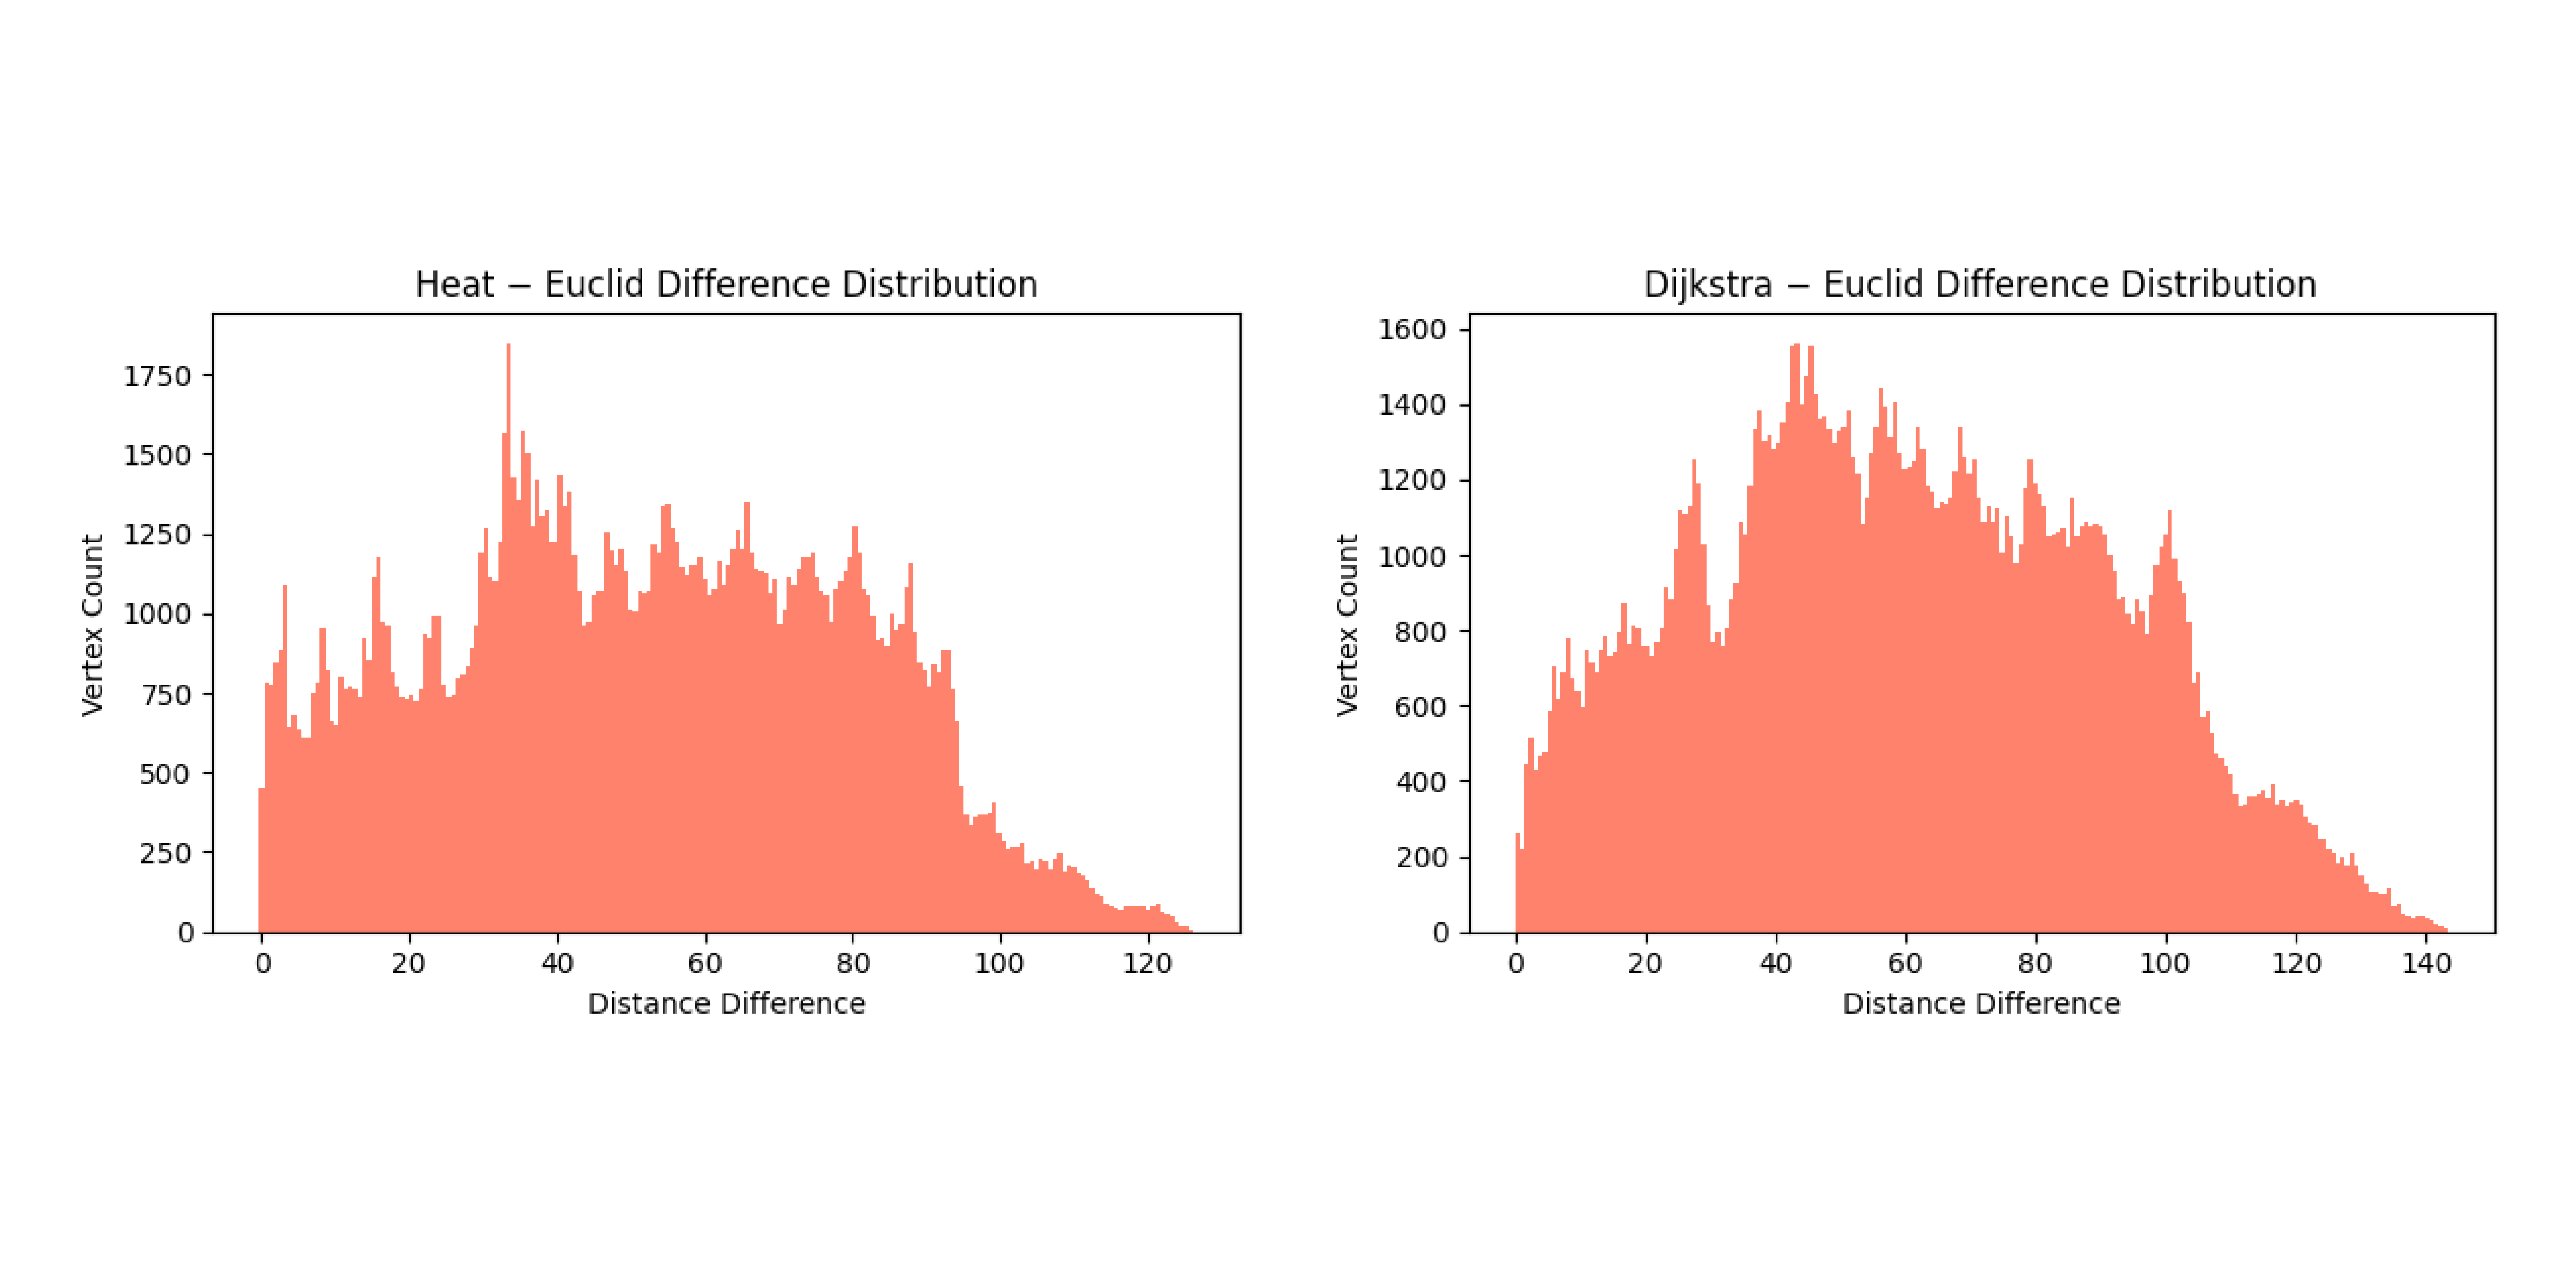 Heat − Euclid Difference Distribution
1750
1500
1250
1000
750
500
250
0
Vertex Count
0 20 40 60 80 100 120
Distance Difference
Dijkstra − Euclid Difference Distribution
1600
1400
1200
1000
800
600
400
200
0
Vertex Count
0 20 40 60 80 100 120 140
Distance Difference